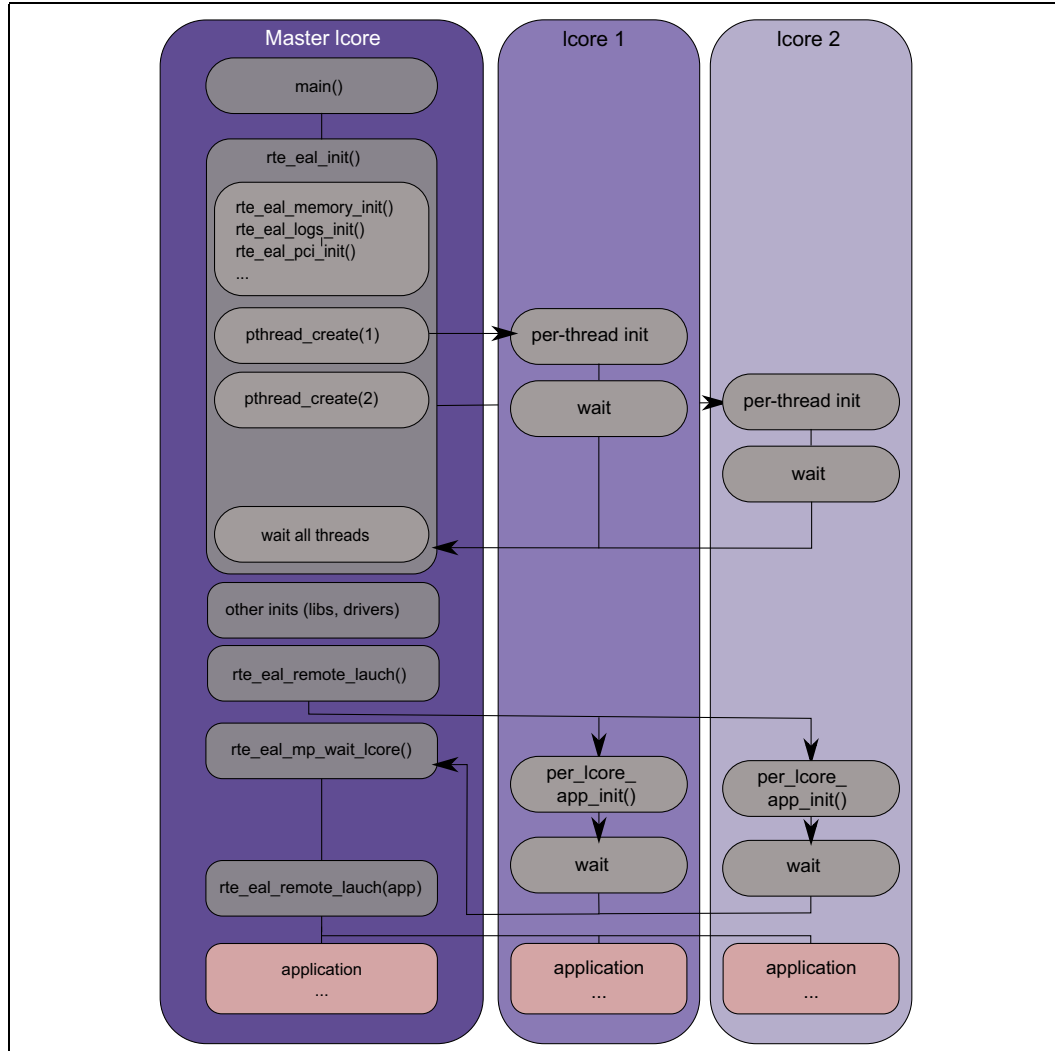 Master lcore
lcore 1
lcore 2
main()
rte_eal_init()
rte_eal_memory_init()
rte_eal_logs_init()
rte_eal_pci_init()
...
pthread_create(1)
per-thread init
pthread_create(2)
wait
per-thread init
wait
wait all threads
other inits (libs, drivers)
rte_eal_remote_lauch()
rte_eal_mp_wait_lcore()
per_lcore_
app_init()
per_lcore_
app_init()
wait
wait
rte_eal_remote_lauch(app)
application
...
application
...
application
...